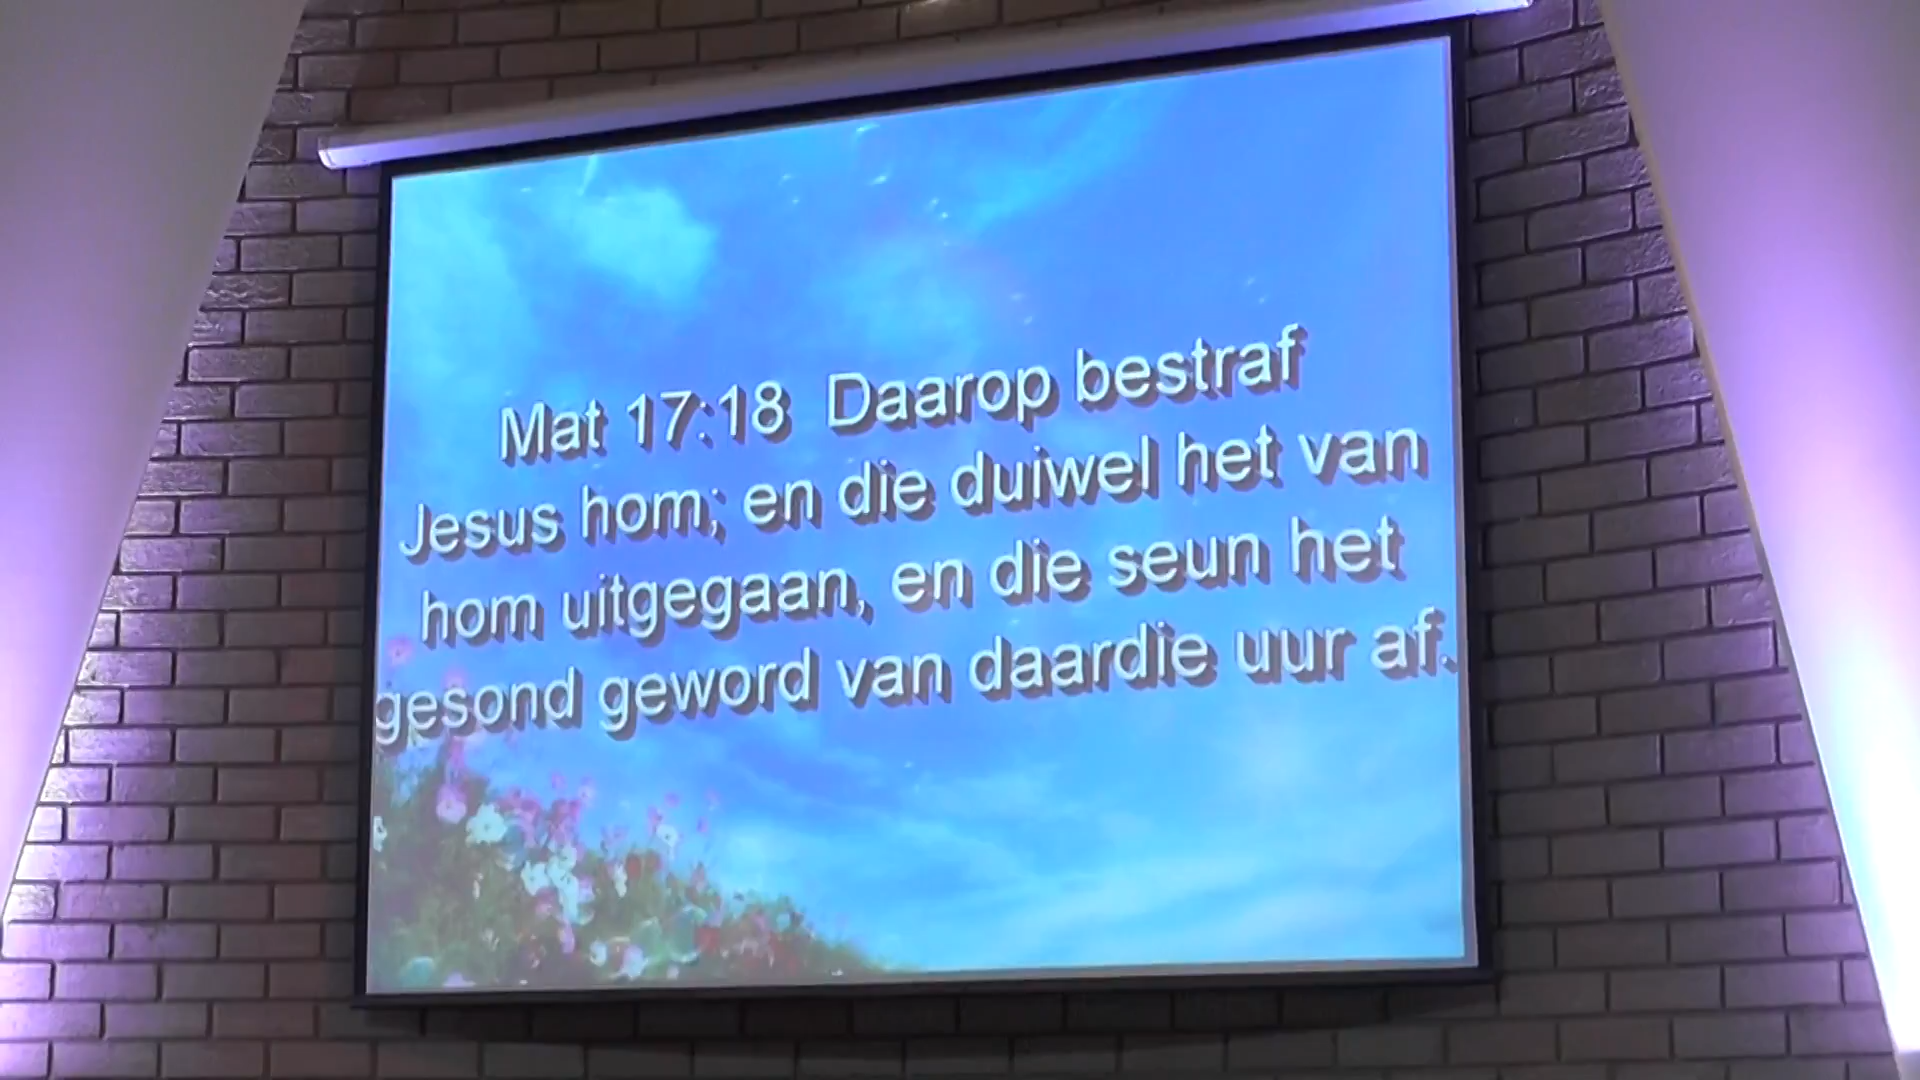 Mat 17:18  Daarop bestraf
Jesus hom; en die duiwel het van
hom uitgegaan, en die seun het
gesond geword van daardie uur af.